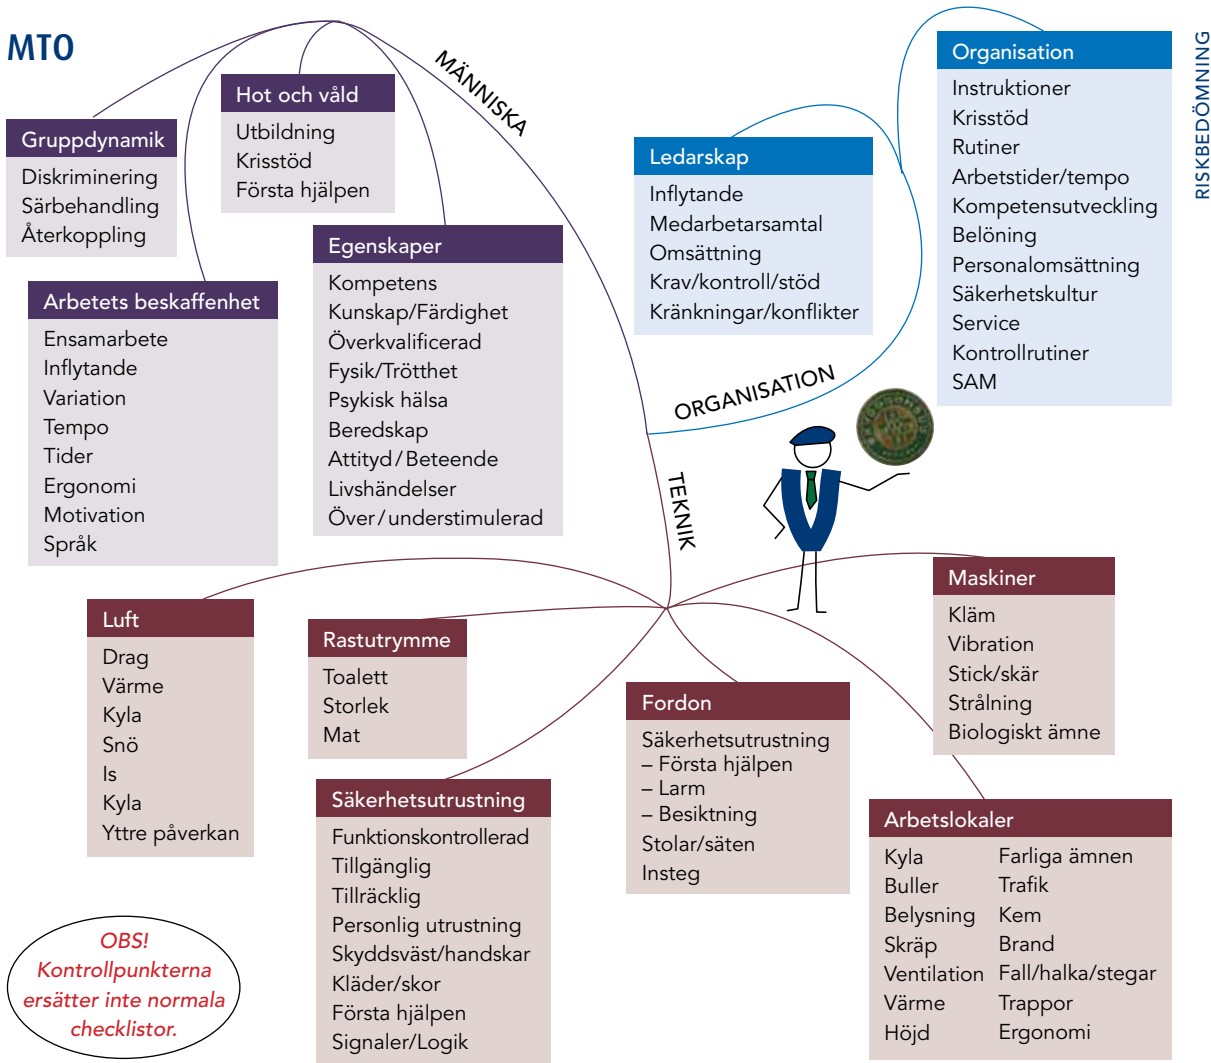 MTO
RISKBEDÖMNING
MÄNNISKA
Gruppdynamik
Diskriminering
Särbehandling
Återkoppling
Hot och våld
Utbildning
Krisstöd
Första hjälpen
Arbetets beskaffenhet
Ensamarbete
Inflytande
Variation
Tempo
Tider
Ergonomi
Motivation
Språk
Egenskaper
Kompetens
Kunskap/Färdighet
Överkvalificerad
Fysik/Trötthet
Psykisk hälsa
Beredskap
Attityd/Beteende
Livshändelser
Över/understimulerad
ORGANISATION
Ledarskap
Inflytande
Medarbetarsamtal
Omsättning
Krav/kontroll/stöd
Kränkningar/konflikter
Organisation
Instruktioner
Krisstöd
Rutiner
Arbetstider/tempo
Kompetensutveckling
Belöning
Personalomsättning
Säkerhetskultur
Service
Kontrollrutiner
SAM
TEKNIK
Luft
Drag
Värme
Kyla
Snö
Is
Kyla
Yttre påverkan
Rastutrymme
Toalett
Storlek
Mat
Säkerhetsutrustning
Funktionskontrollerad
Tillgänglig
Tillräcklig
Personlig utrustning
Skyddsväst/handskar
Kläder/skor
Första hjälpen
Signaler/Logik
Fordon
Säkerhetsutrustning
– Första hjälpen
– Larm
– Besiktning
Stolar/säten
Insteg
Maskiner
Kläm
Vibration
Stick/skär
Strålning
Biologiskt ämne
Arbetslokaler
Kyla
Buller
Belysning
Skräp
Ventilation
Värme
Höjd
Farliga ämnen
Trafik
Kem
Brand
Fall/halka/stegar
Trappor
Ergonomi
OBS!
Kontrollpunkterna
ersätter inte normala
checklistor.